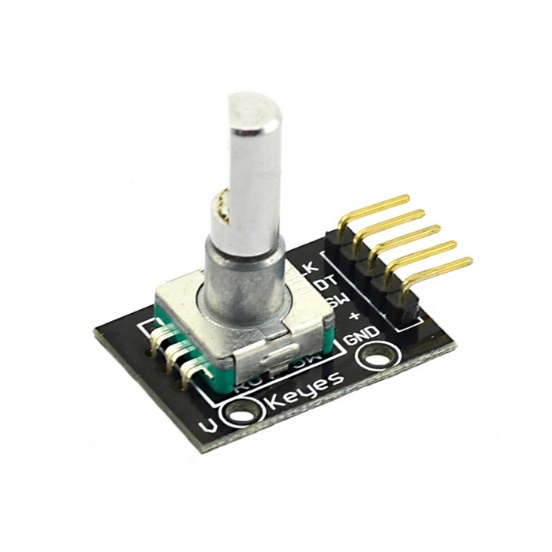 DT
SW
+
GND
Keyes
V